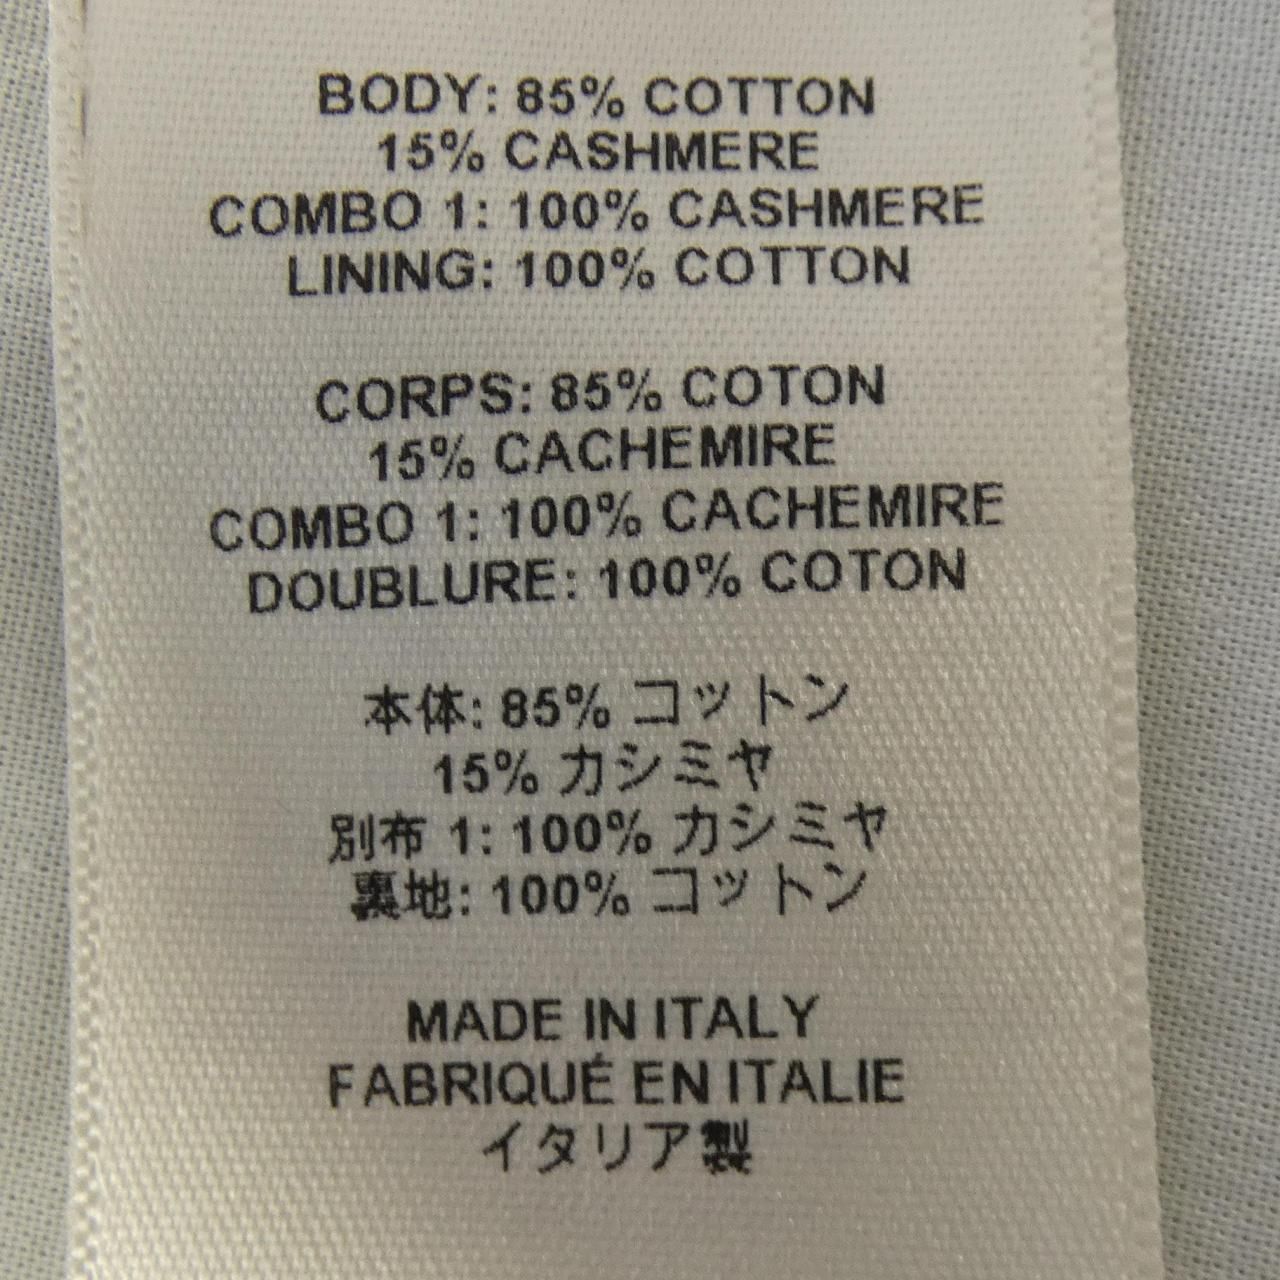 BODY: 85% COTTON
15% CASHMERE
COMBO 1: 100% CASHMERE
LINING: 100% COTTON
CORPS: 85% COTON
15% CACHEMIRE
COMBO 1: 100% CACHEMIRE
DOUBLURE: 100% COTON
本体: 85% コットン
15% カシミヤ
別布 1: 100% カシミヤ
裏地: 100% コットン
MADE IN ITALY
FABRIQUÉ EN ITALIE
イタリア製